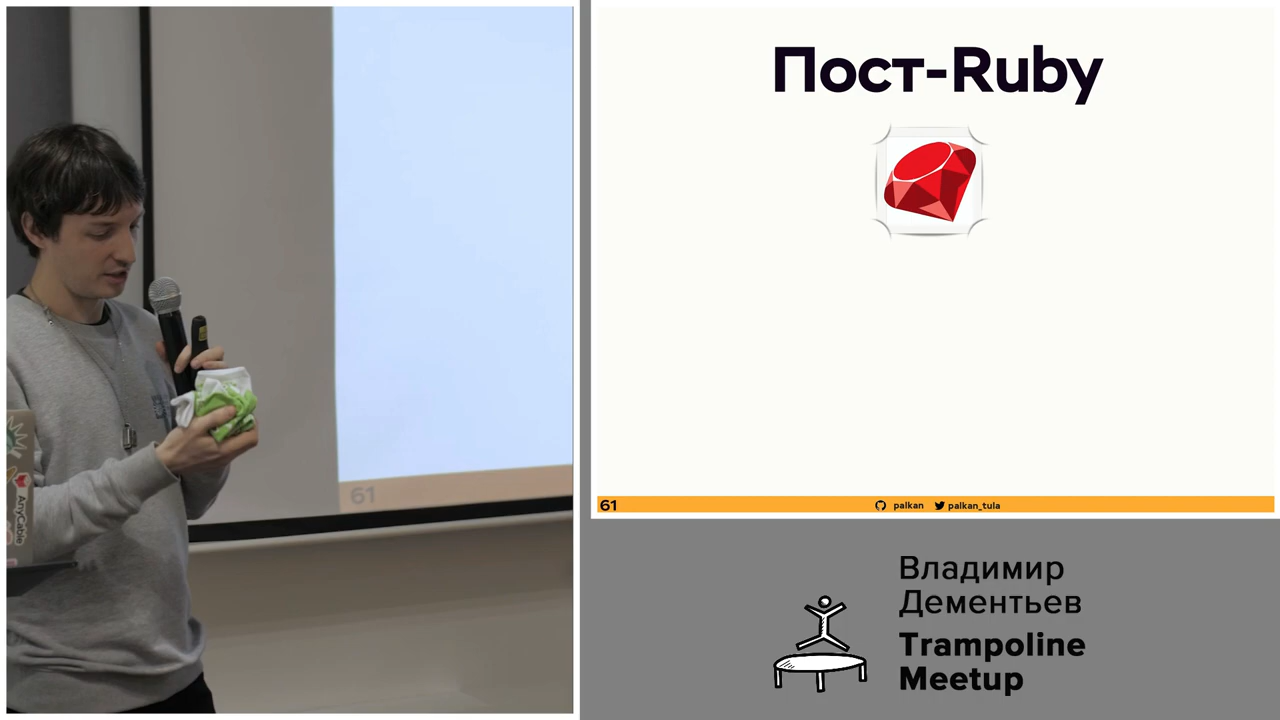 AnyCable
61
Пост-Ruby
61 palkan palkan_tula
Владимир
Дементьев
Trampoline
Meetup